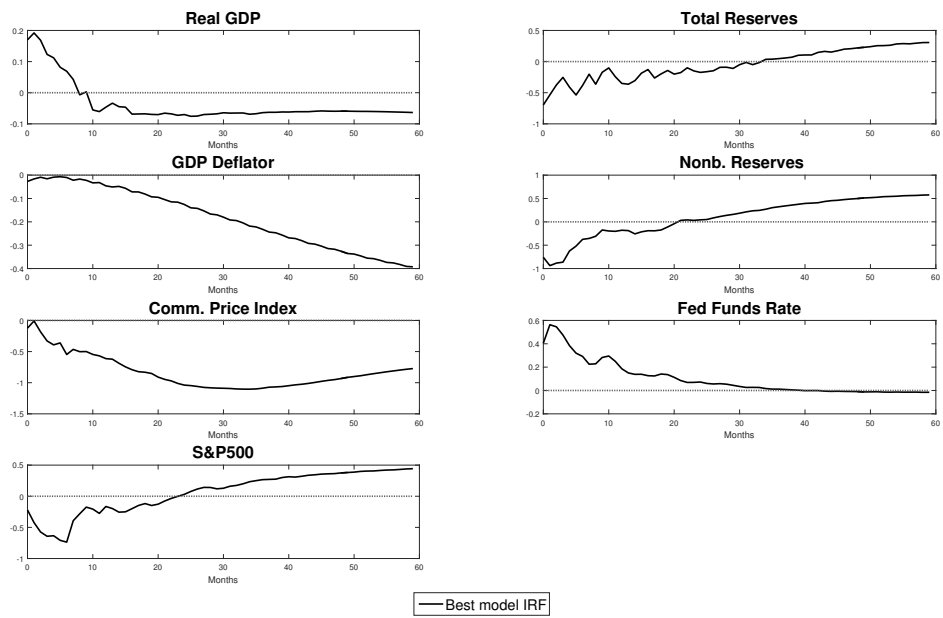 Real GDP
0.2
0.1
0
-0.1
0 10 20 30 40 50 60
Months
Total Reserves
0.5
0
-0.5
-1
0 10 20 30 40 50 60
Months
GDP Deflator
0
-0.1
-0.2
-0.3
-0.4
0 10 20 30 40 50 60
Months
Nonb. Reserves
1
0.5
0
-0.5
-1
0 10 20 30 40 50 60
Months
Comm. Price Index
0
-0.5
-1
-1.5
0 10 20 30 40 50 60
Months
Fed Funds Rate
0.6
0.4
0.2
0
-0.2
0 10 20 30 40 50 60
Months
S&P500
0.5
0
-0.5
-1
0 10 20 30 40 50 60
Months
Best model IRF